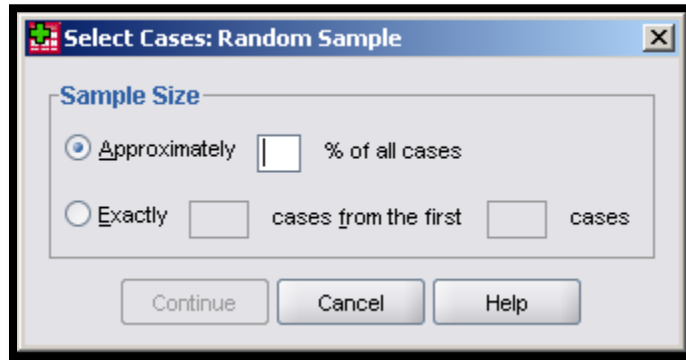 Select Cases: Random Sample
Sample Size
Approximately % of all cases
Exactly cases from the first cases
Continue Cancel Help